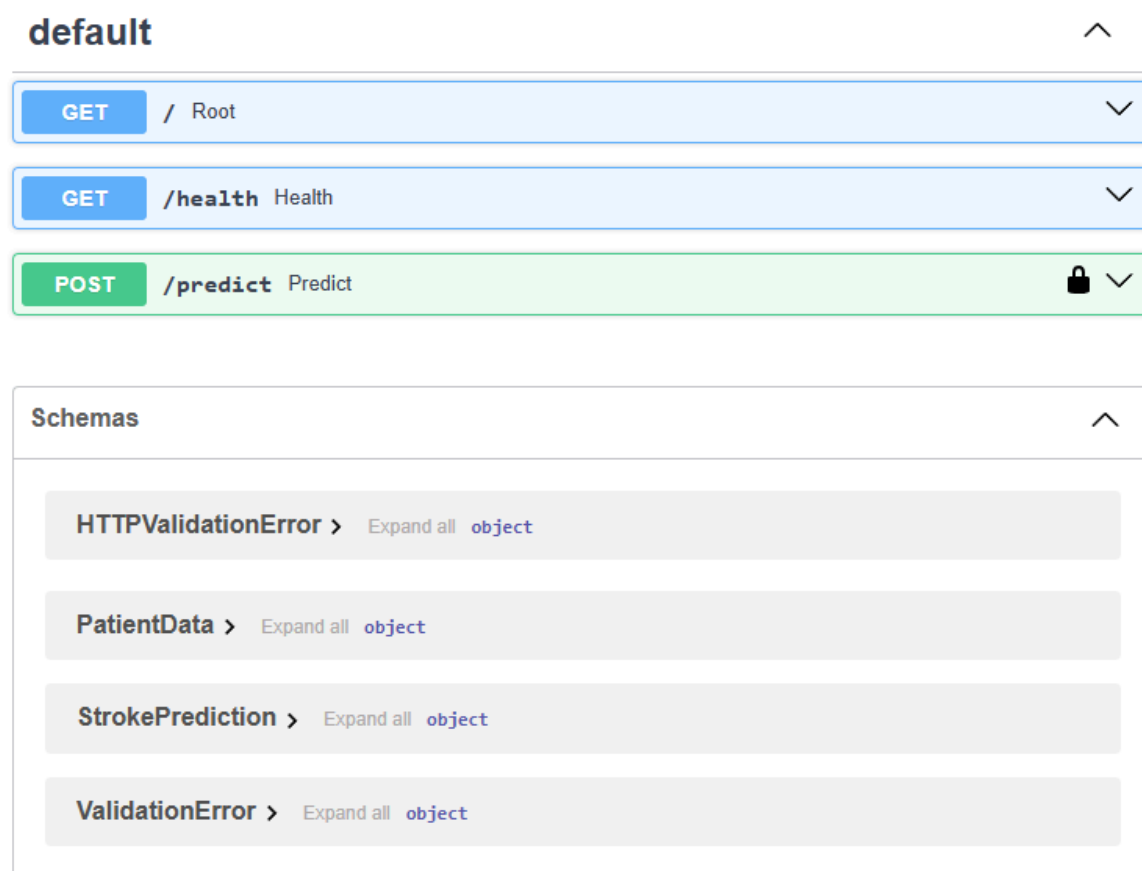 default
GET / Root
GET /health Health
POST /predict Predict
Schemas
HTTPValidationError Expand all object
PatientData Expand all object
StrokePrediction Expand all object
ValidationError Expand all object